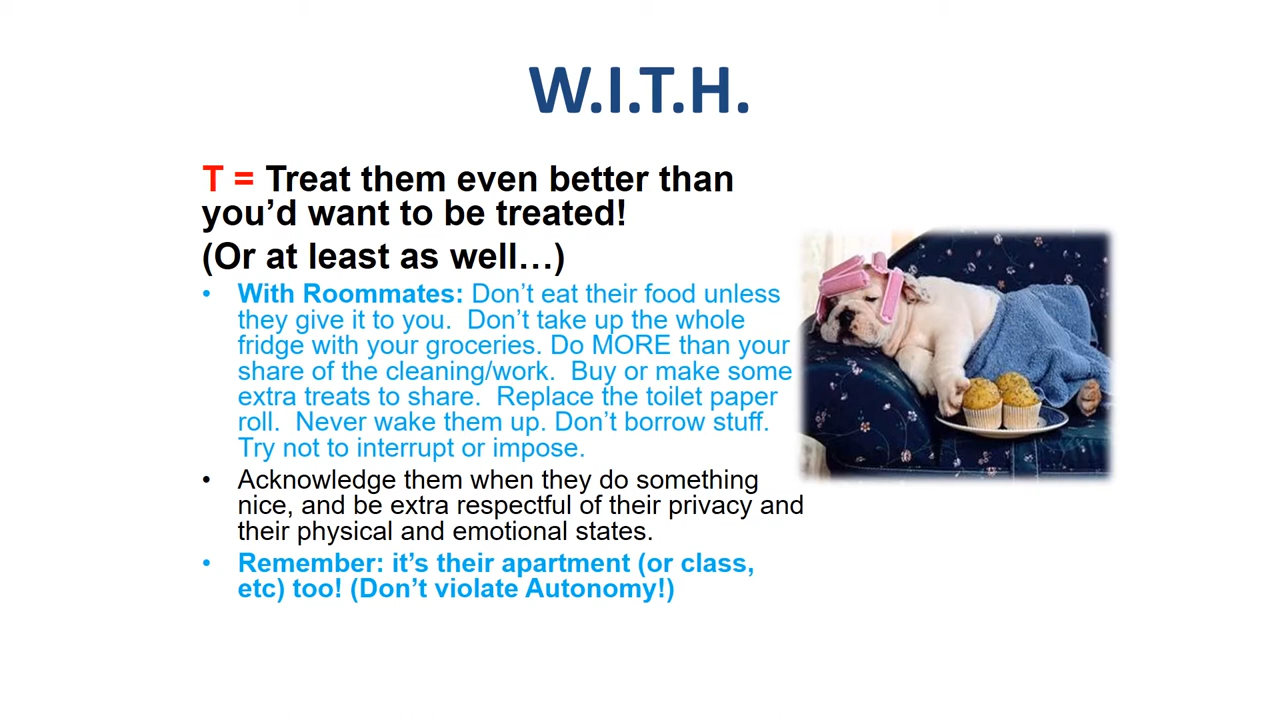 W.I.T.H.
T = Treat them even better than
you’d want to be treated!
(Or at least as well…)
• With Roommates: Don’t eat their food unless
they give it to you.  Don’t take up the whole
fridge with your groceries. Do MORE than your
share of the cleaning/work.  Buy or make some
extra treats to share.  Replace the toilet paper
roll.  Never wake them up. Don’t borrow stuff.
Try not to interrupt or impose.
• Acknowledge them when they do something
nice, and be extra respectful of their privacy and
their physical and emotional states.
• Remember: it’s their apartment (or class,
etc) too! (Don’t violate Autonomy!)